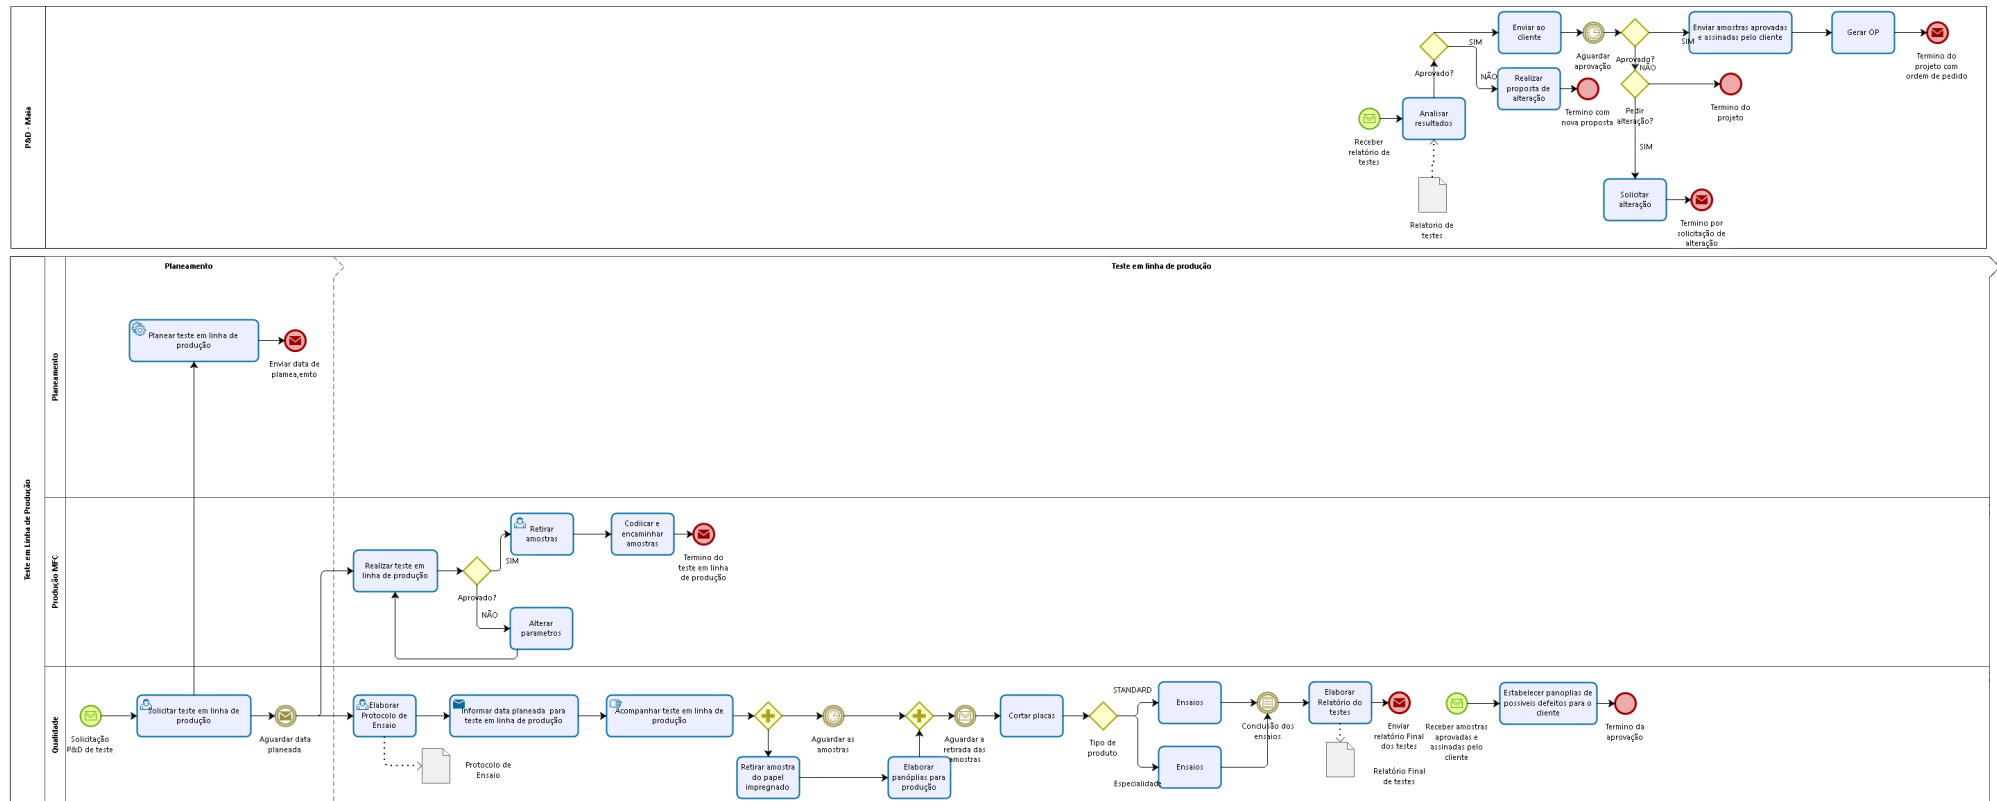 P&D - Maia
Enviar ao
cliente
Aguardar
aprovação
Aprovado?
SIM
NÃO
Enviar amostras aprovadas
e assinadas pelo cliente
Gerar OP
Termino do
projeto com
ordem de pedido
Aprovado?
SIM
NÃO
Realizar
proposta de
alteração
Termino com
nova proposta
Pedir
alteração?
Termino do
projeto
Analisar
resultados
Receber
relatório de
testes
SIM
Relatorio de
testes
Solicitar
alteração
Termino por
solicitação de
alteração
Teste em Linha de Produção
Planeamento
Teste em linha de produção
Planeamento
Planear teste em linha de
produção
Enviar data de
plamea,emto
Produção MFC
Realizar teste em
linha de produção
Aprovado?
SIM
NÃO
Retirar
amostras
Codiicar e
encaminhar
amostras
Termino do
teste em linha
de produção
Alterar
parametros
Qualidade
Solicitação
P&D de teste
Solicitar teste em linha de
produção
Aguardar data
planeada
Elaborar
Protocolo de
Ensaio
Protocolo de
Ensaio
Informar data planeada para
teste em linha de produção
Acompanhar teste em linha de
produção
Retirar amostra
do papel
impregnado
Aguardar as
amostras
Elaborar
panóplias para
produção
Aguardar a
retirada das
amostras
Cortar placas
Tipo de
produto
STANDARD
Especialidade
Ensaios
Ensaios
Conclusão dos
ensaios
Elaborar
Relatório do
testes
Enviar
relatório Final
dos testes
Relatório Final
de testes
Receber amostras
aprovadas e
assinadas pelo
cliente
Estabelecer panoplias de
possiveis defeitos para o
cliente
Termino da
aprovação